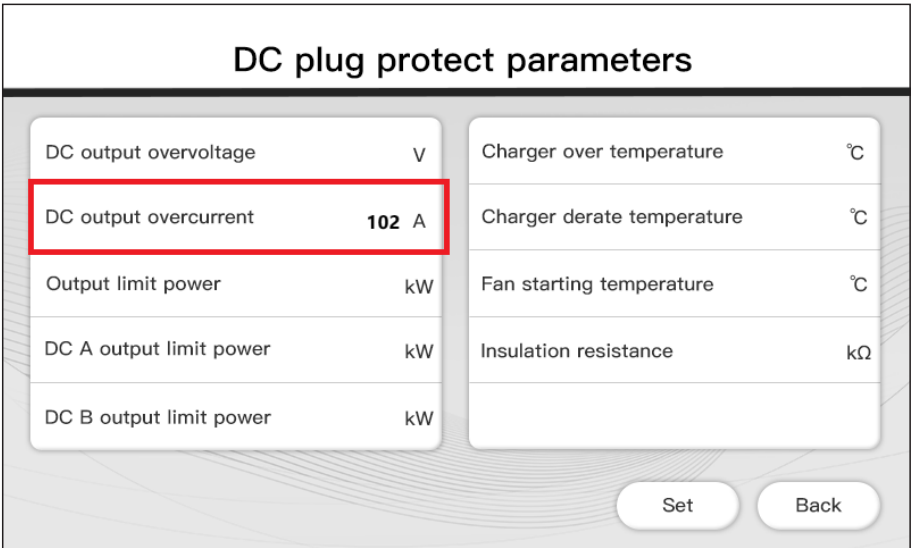 DC plug protect parameters
DC output overvoltage V
DC output overcurrent 102 A
Output limit power kW
DC A output limit power kW
DC B output limit power kW
Charger over temperature ℃
Charger derate temperature ℃
Fan starting temperature ℃
Insulation resistance kΩ
Set
Back